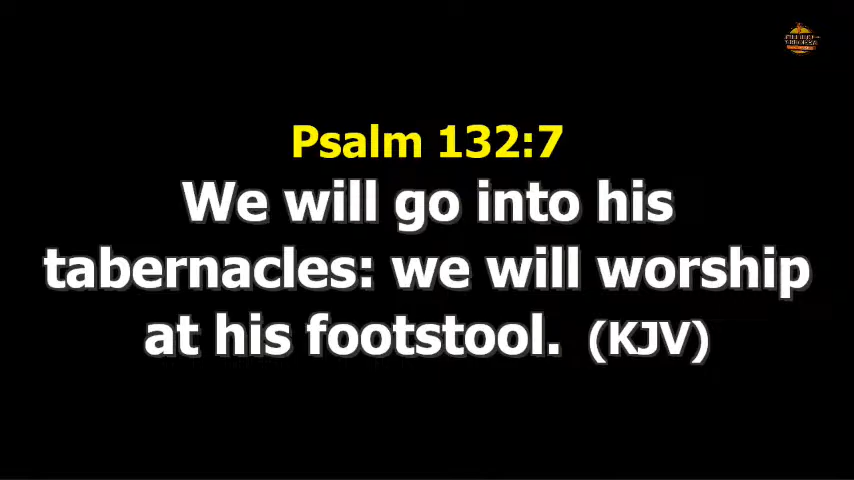 Psalm 132:7
We will go into his
tabernacles: we will worship
at his footstool. (KJV)